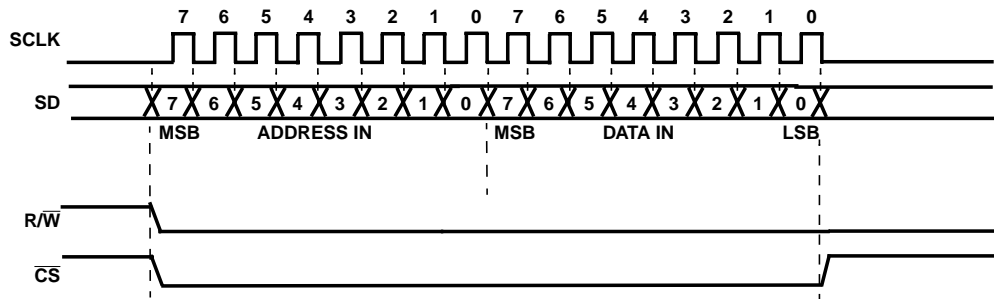 7 6 5 4 3 2 1 0 7 6 5 4 3 2 1 0
SCLK
SD 7 6 5 4 3 2 1 0 7 6 5 4 3 2 1 0
MSB ADDRESS IN MSB DATA IN LSB
R/W̅
C̅S̅